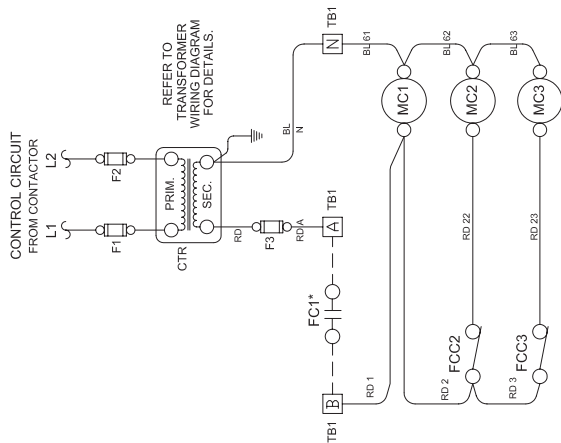 CONTROL CIRCUIT
FROM CONTACTOR
L1
L2
F1
F2
PRIM.
SEC.
CTR
REFER TO
TRANSFORMER
WIRING DIAGRAM
FOR DETAILS.
RD
F3
RD
A
BL
N
TB1
B
FC1*
A
TB1
N
TB1
RD 1
MC1
BL 61
RD 2
FCC2
RD 22
MC2
BL 62
RD 3
FCC3
RD 23
MC3
BL 63